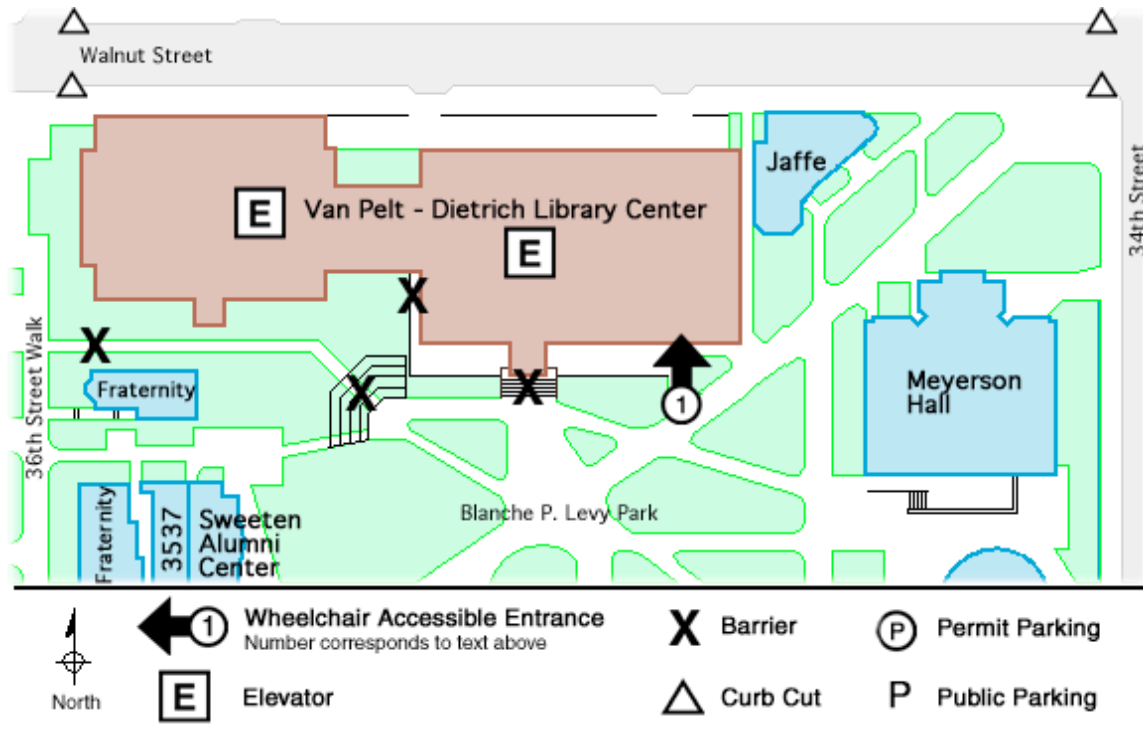 Walnut Street
34th Street
Jaffe
E
Van Pelt - Dietrich Library Center
E
X
X
36th Street Walk
Fraternity
X
X
1
Meyerson
Hall
Blanche P. Levy Park
Fraternity
3537
Sweeten
Alumni
Center
1
Wheelchair Accessible Entrance
Number corresponds to text above
X
Barrier
P
Permit Parking
North
E
Elevator
Curb Cut
P
Public Parking